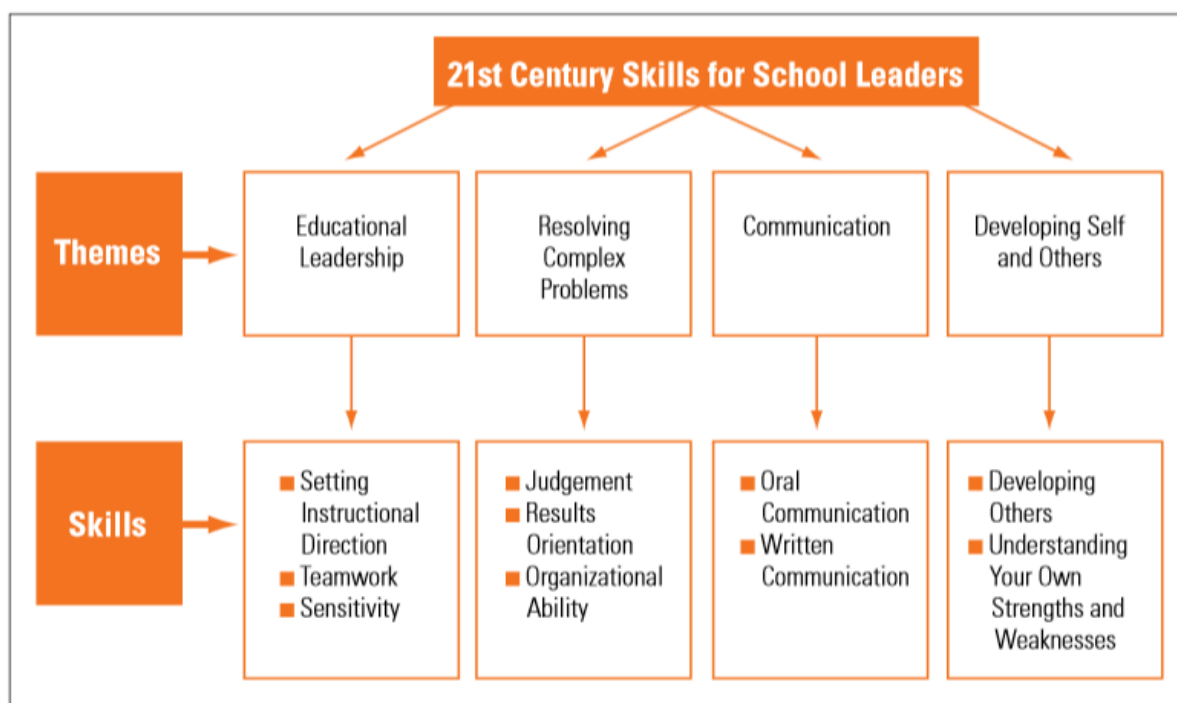 21st Century Skills for School Leaders
Themes
Educational
Leadership
Resolving
Complex
Problems
Communication
Developing Self
and Others
Skills
Setting
Instructional
Direction
Teamwork
Sensitivity
Judgement
Results
Orientation
Organizational
Ability
Oral
Communication
Written
Communication
Developing
Others
Understanding
Your Own
Strengths and
Weaknesses